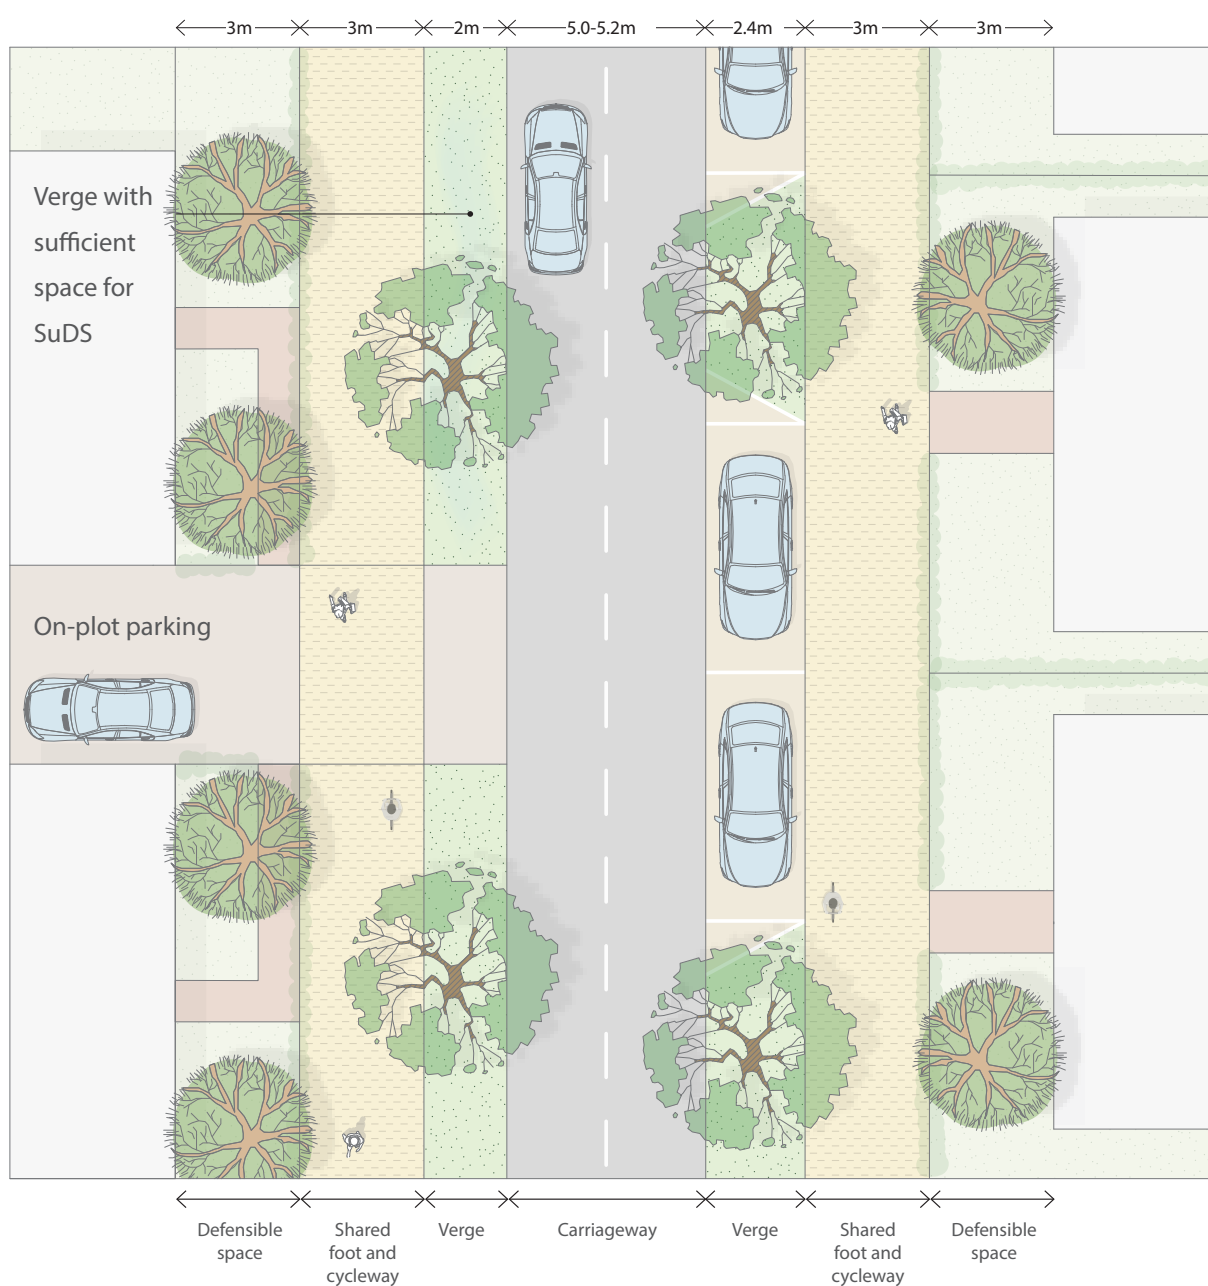 3m 3m 2m 5.0-5.2m 2.4m 3m 3m
Verge with
sufficient
space for
SuDS
On-plot parking
Defensible
space
Shared
foot and
cycleway
Verge
Carriageway
Verge
Shared
foot and
cycleway
Defensible
space